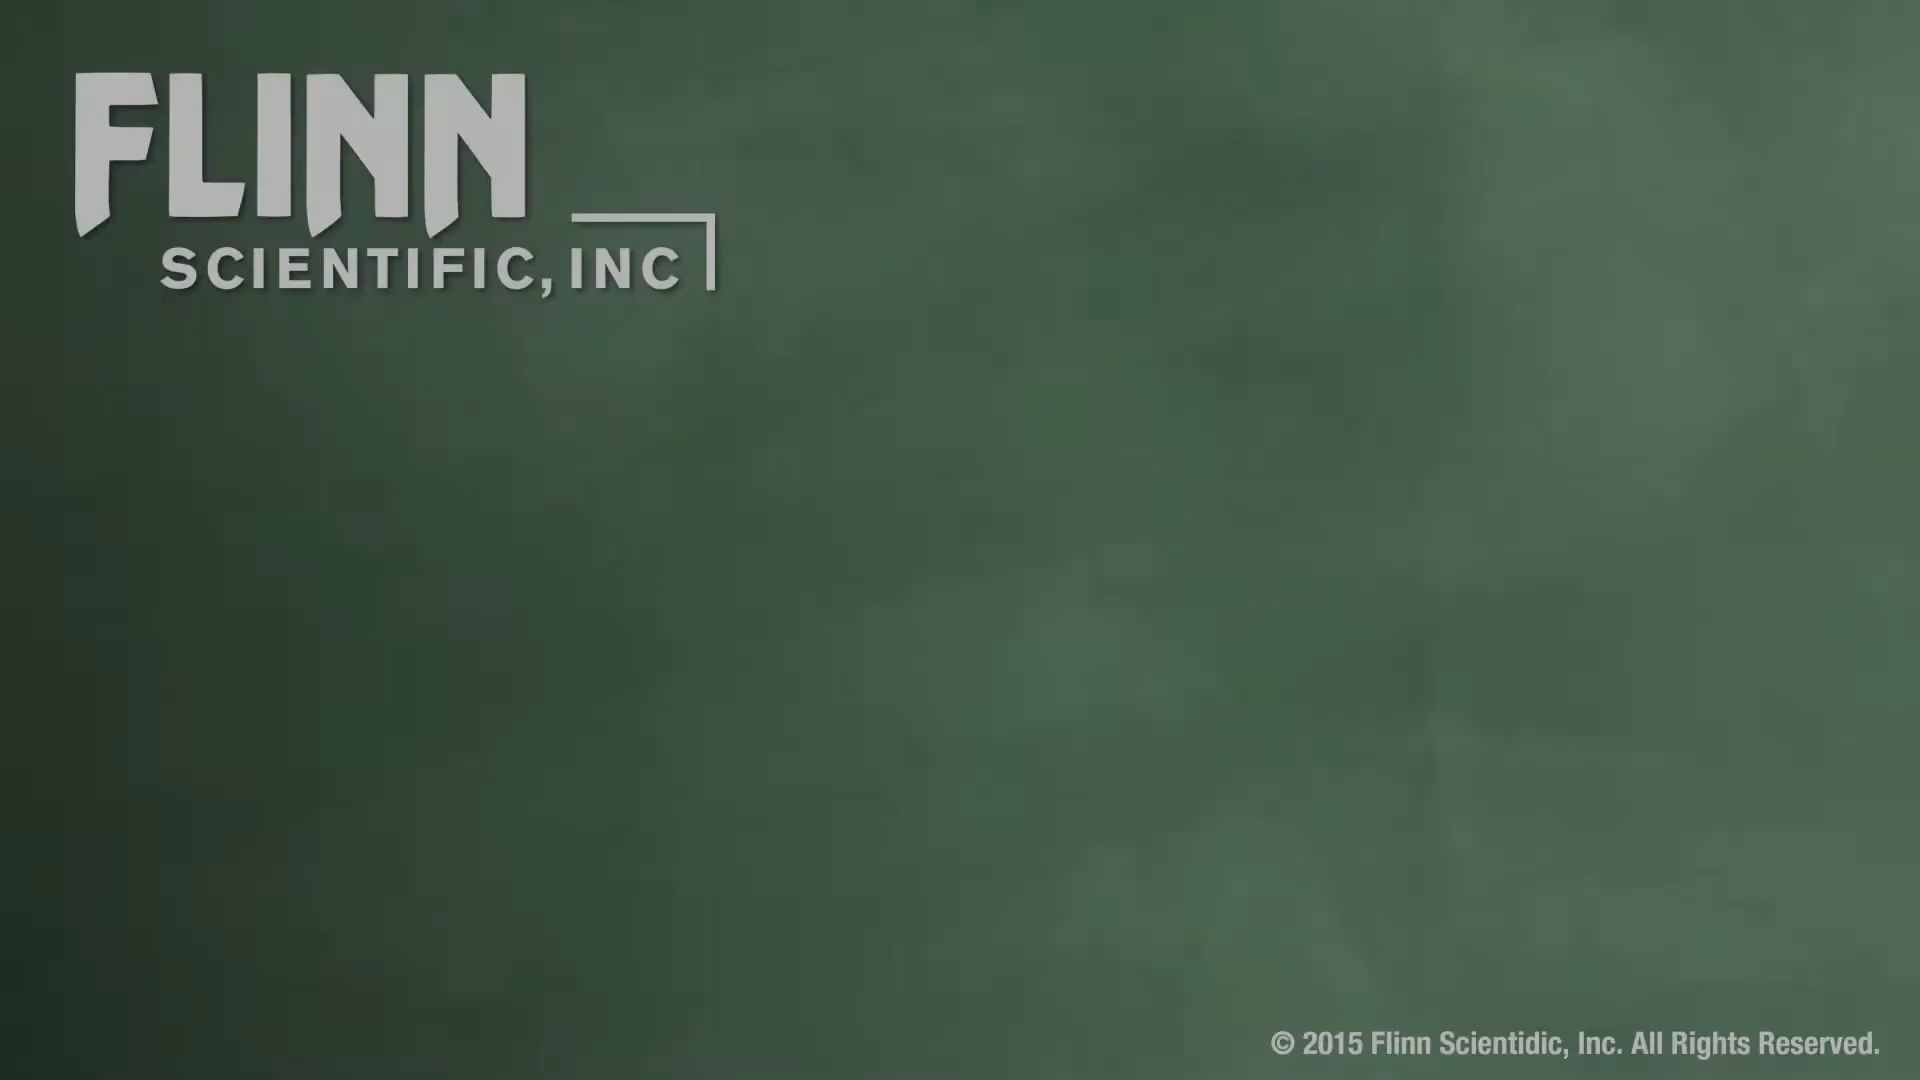 FLINN
SCIENTIFIC, INC
© 2015 Flinn Scientidic, Inc. All Rights Reserved.